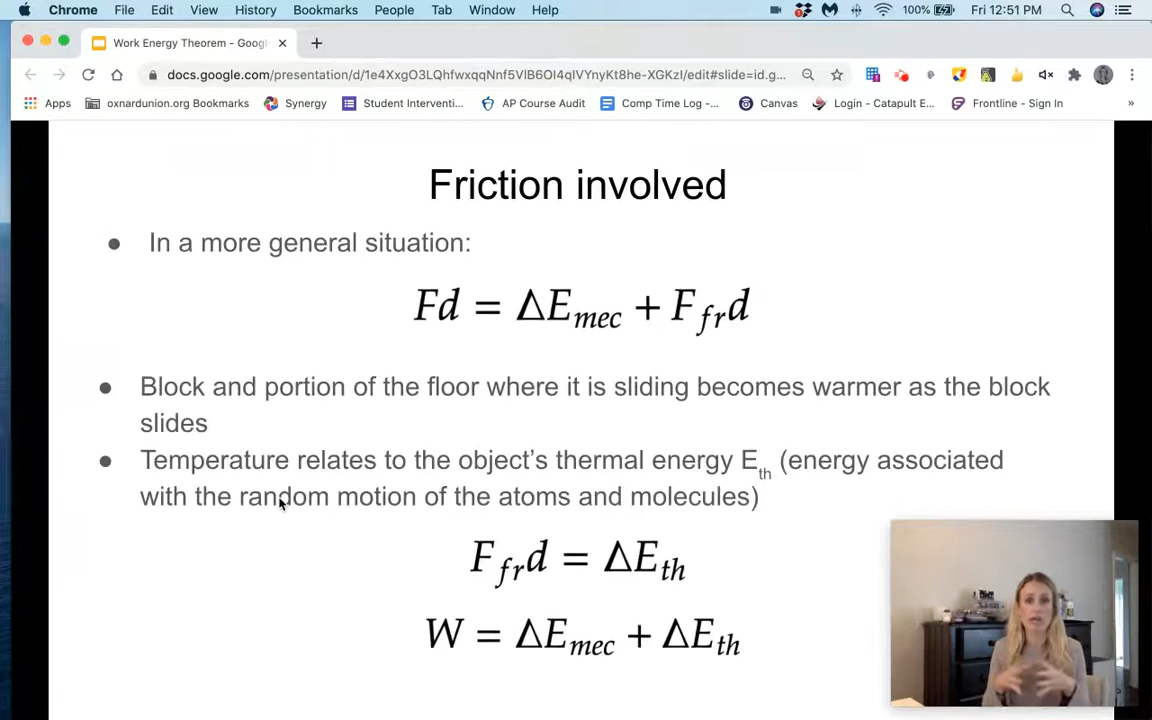 Chrome File Edit View History Bookmarks People Tab Window Help 100% Fri 12:51 PM
Work Energy Theorem - Googl
docs.google.com/presentation/d/1e4XxgO3LQhfwxqqNnf5VlB6OI4qIVYnyKt8he-XGKzI/edit#slide=id.g...
Apps oxnardunion.org Bookmarks Synergy Student Interventi... AP Course Audit Comp Time Log -... Canvas Login - Catapult E... Frontline - Sign In »
Friction involved
● In a more general situation:
Fd = ΔE_mec + F_fr d
● Block and portion of the floor where it is sliding becomes warmer as the block
slides
● Temperature relates to the object's thermal energy E_th (energy associated
with the random motion of the atoms and molecules)
F_fr d = ΔE_th
W = ΔE_mec + ΔE_th